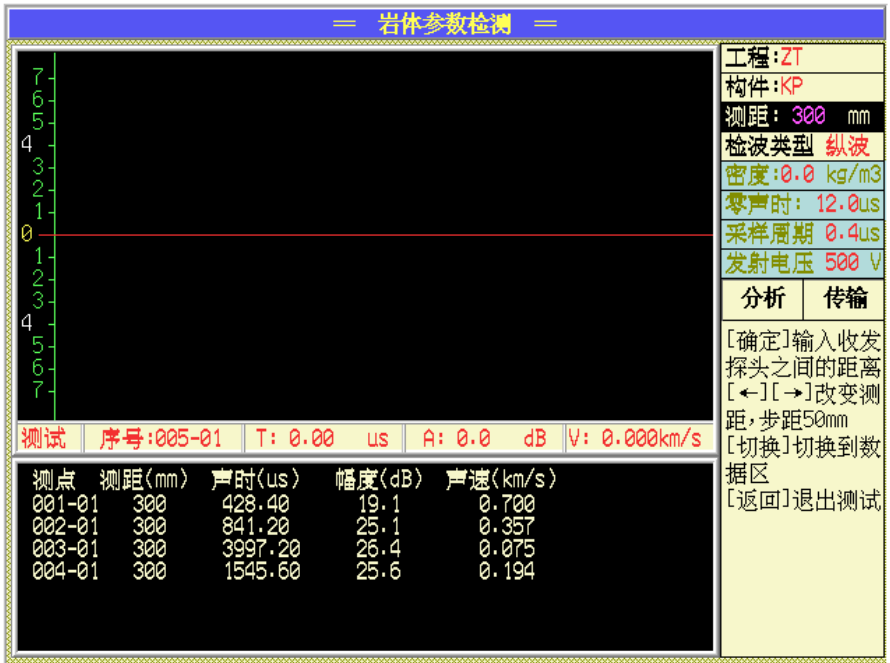 ＝ 岩体参数检测 ＝
7
6
5
4
3
2
1
0
1
2
3
4
5
6
7
测试 序号:005-01 T: 0.00 us A: 0.0 dB V: 0.000km/s
测点 测距(mm) 声时(us) 幅度(dB) 声速(km/s)
001-01 300 428.40 19.1 0.700
002-01 300 841.20 25.1 0.357
003-01 300 3997.20 26.4 0.075
004-01 300 1545.60 25.6 0.194
工程:ZT
构件:KP
测距: 300 mm
检波类型 纵波
密度:0.0 kg/m3
零声时: 12.0us
采样周期 0.4us
发射电压 500 V
分析 传输
[确定]输入收发
探头之间的距离
[←][→]改变测
距,步距50mm
[切换]切换到数
据区
[返回]退出测试